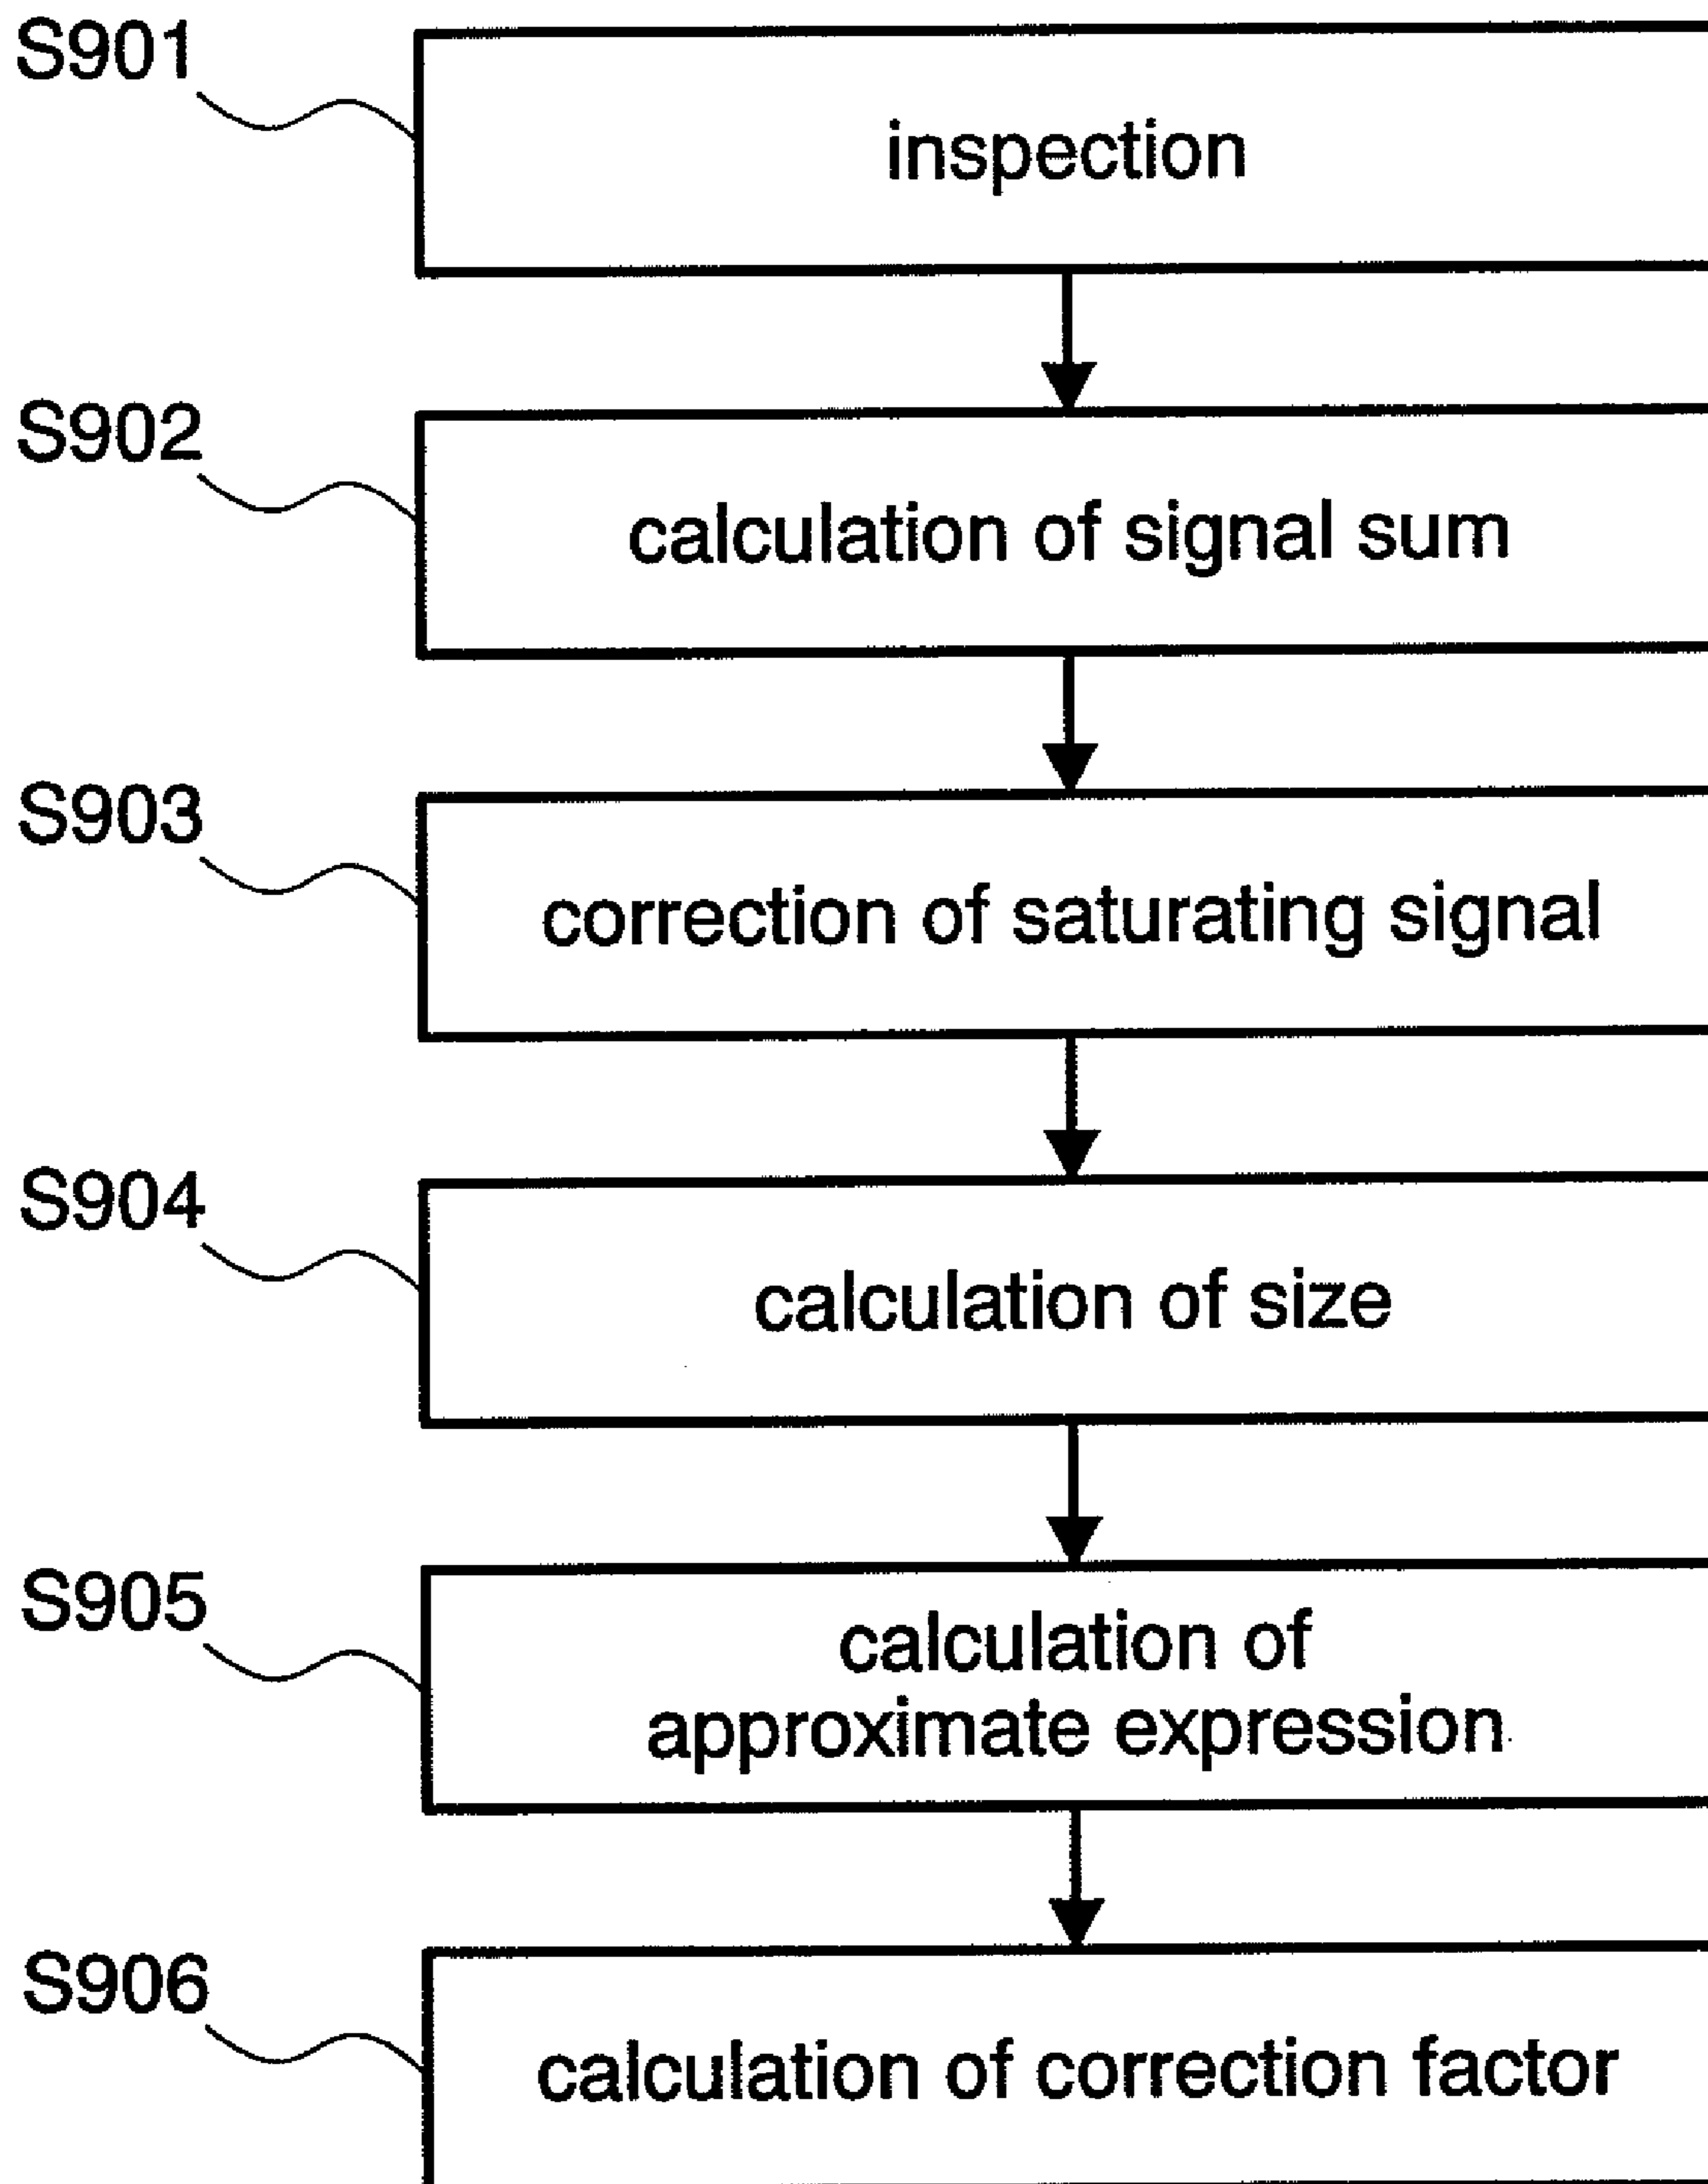 S901
inspection
S902
calculation of signal sum
S903
correction of saturating signal
S904
calculation of size
S905
calculation of
approximate expression
S906
calculation of correction factor